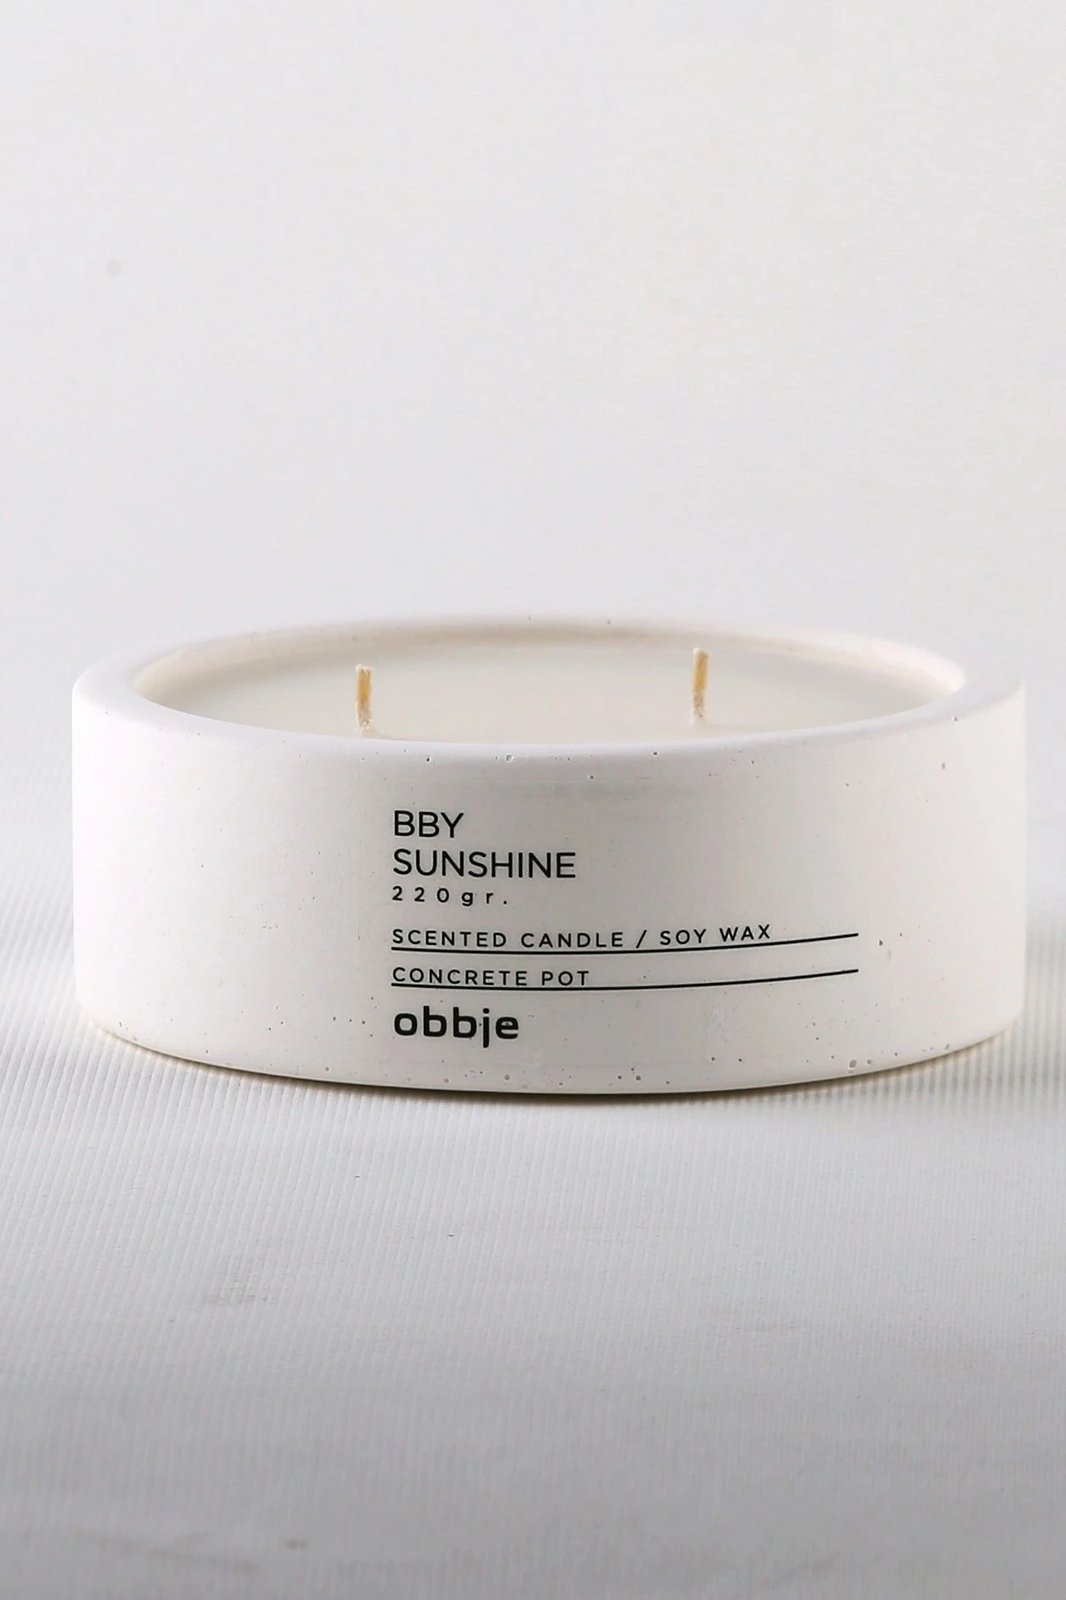 BBY
SUNSHINE
220gr.
SCENTED CANDLE / SOY WAX
CONCRETE POT
obbje